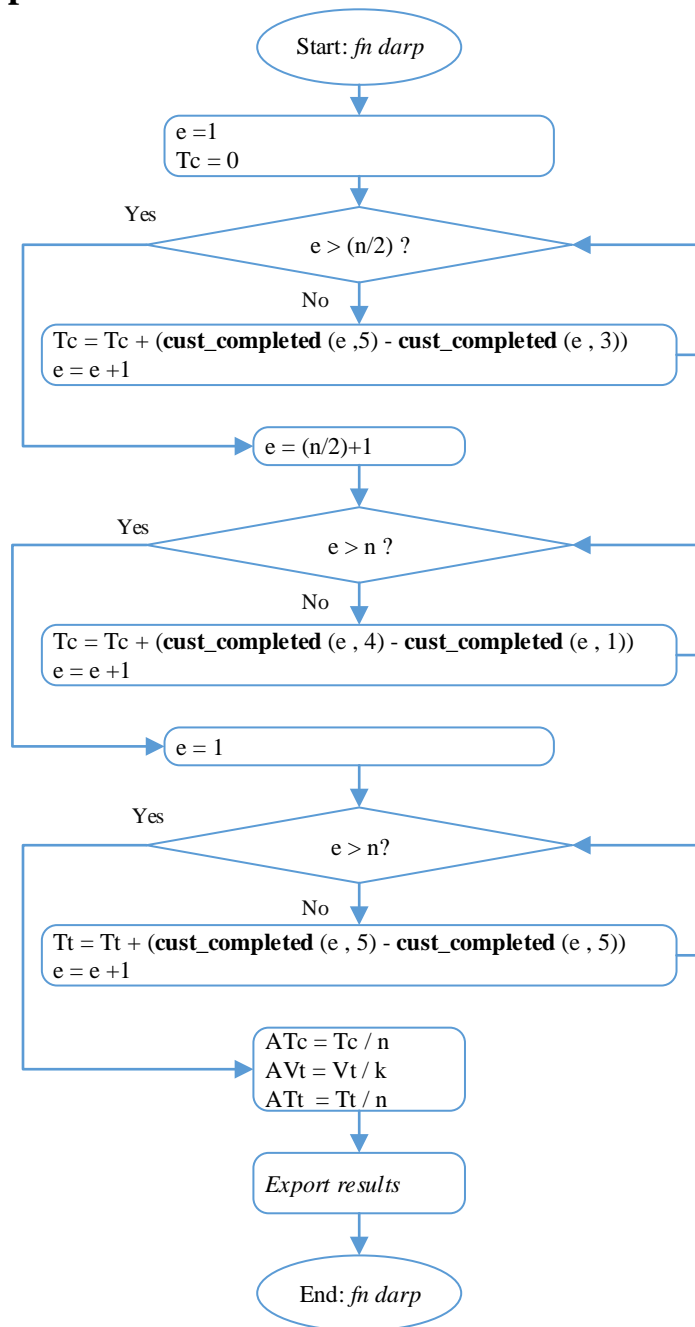 Start: fn darp
e =1
Tc = 0
Yes
e > (n/2) ?
No
Tc = Tc + (cust_completed (e ,5) - cust_completed (e , 3))
e = e +1
e = (n/2)+1
Yes
e > n ?
No
Tc = Tc + (cust_completed (e , 4) - cust_completed (e , 1))
e = e +1
e = 1
Yes
e > n?
No
Tt = Tt + (cust_completed (e , 5) - cust_completed (e , 5))
e = e +1
ATc = Tc / n
AVt = Vt / k
ATt = Tt / n
Export results
End: fn darp